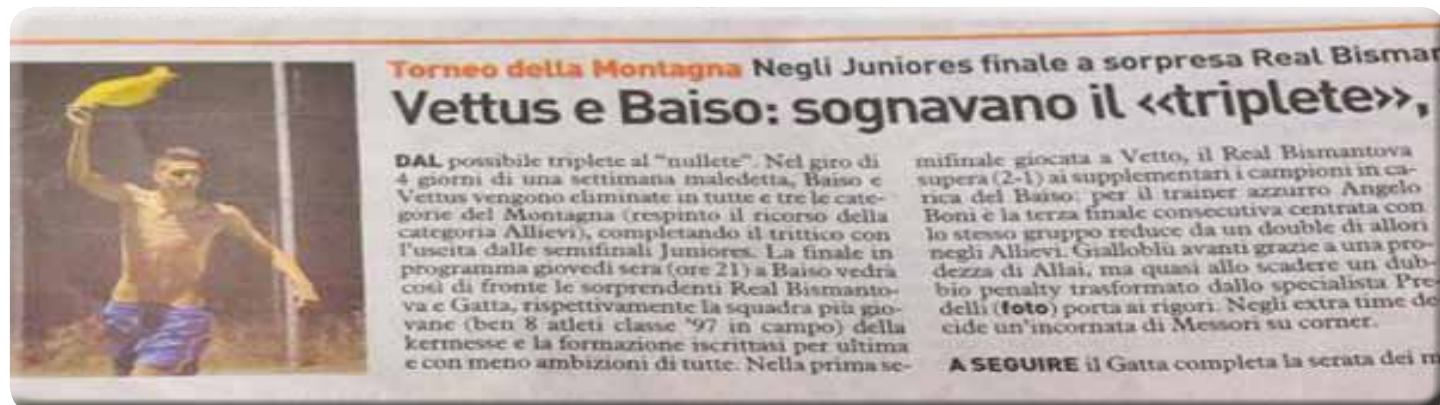 Torneo della Montagna Negli Juniores finale a sorpresa Real Bismar
Vettus e Baiso: sognavano il «triplete»,
DAL possibile triplete al "nullete". Nel giro di
4 giorni di una settimana maledetta, Baiso e
Vettus vengono eliminate in tutte e tre le cate-
gorie del Montagna (respinto il ricorso della
categoria Allievi), completando il trittico con
l'uscita dalle semifinali Juniores. La finale in
programma giovedì sera (ore 21) a Baiso vedrà
così di fronte le sorprendenti Real Bismanto-
va e Gatta, rispettivamente la squadra più gio-
vane (ben 8 atleti classe '97 in campo) della
kermesse e la formazione iscrittasi per ultima
e con meno ambizioni di tutte. Nella prima se-
mifinale giocata a Vetto, il Real Bismantova
supera (2-1) ai supplementari i campioni in ca-
rica del Baiso: per il trainer azzurro Angelo
Boni è la terza finale consecutiva centrata con
lo stesso gruppo reduce da un double di allori
negli Allievi. Gialloblù avanti grazie a una pro-
dezza di Allai, ma quasi allo scadere un dub-
bio penalty trasformato dallo specialista Pre-
delli (foto) porta ai rigori. Negli extra time de
cide un'incornata di Messori su corner.
A SEGUIRE il Gatta completa la serata dei m